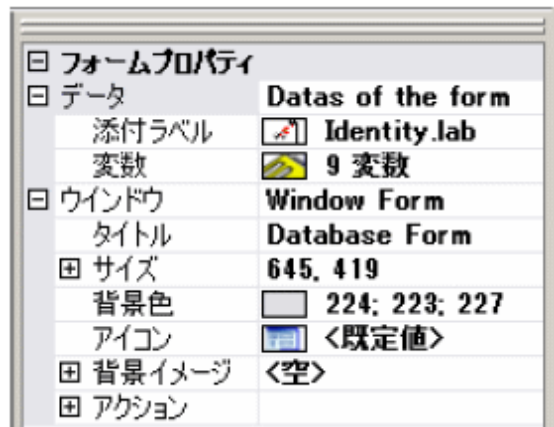 フォームプロパティ
データ Datas of the form
添付ラベル Identity.lab
変数 9 変数
ウインドウ Window Form
タイトル Database Form
サイズ 645, 419
背景色 224; 223; 227
アイコン <既定値>
背景イメージ <空>
アクション